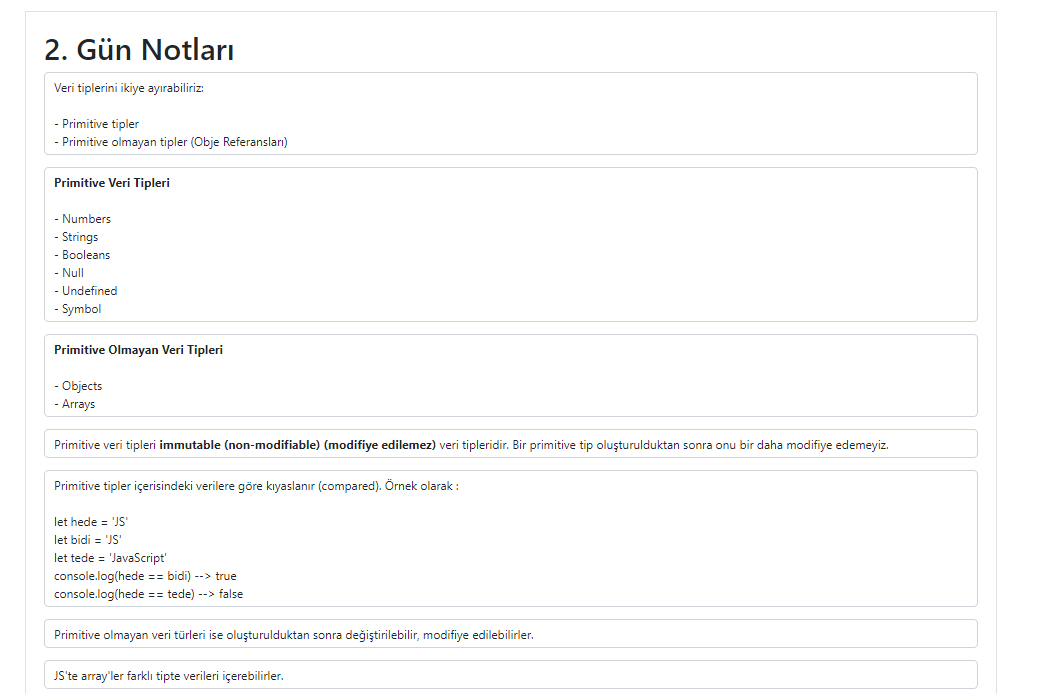 2. Gün Notları
Veri tiplerini ikiye ayırabiliriz:
- Primitive tipler
- Primitive olmayan tipler (Obje Referansları)
Primitive Veri Tipleri
- Numbers
- Strings
- Booleans
- Null
- Undefined
- Symbol
Primitive Olmayan Veri Tipleri
- Objects
- Arrays
Primitive veri tipleri immutable (non-modifiable) (modifiye edilemez) veri tipleridir. Bir primitive tip oluşturulduktan sonra onu bir daha modifiye edemeyiz.
Primitive tipler içerisindeki verilere göre kıyaslanır (compared). Örnek olarak :
let hede = 'JS'
let bidi = 'JS'
let tede = 'JavaScript'
console.log(hede == bidi) --> true
console.log(hede == tede) --> false
Primitive olmayan veri türleri ise oluşturulduktan sonra değiştirilebilir, modifiye edilebilirler.
JS'te array'ler farklı tipte verileri içerebilirler.